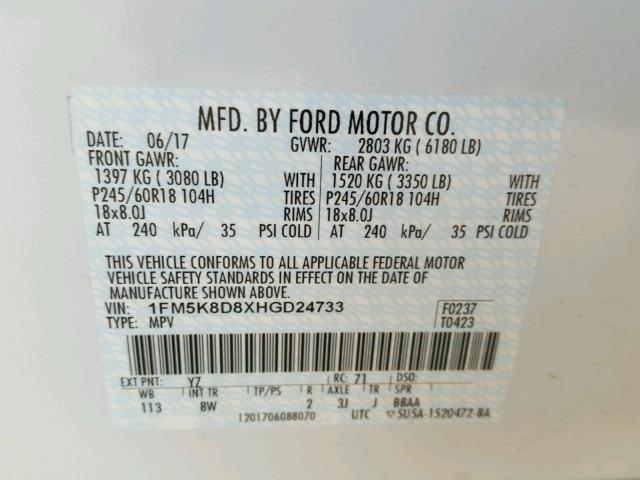 MFD. BY FORD MOTOR CO.
DATE: 06/17 GVWR: 2803 KG ( 6180 LB)
FRONT GAWR: REAR GAWR:
1397 KG ( 3080 LB) WITH 1520 KG ( 3350 LB) WITH
P245/60R18 104H TIRES P245/60R18 104H TIRES
18x8.0J RIMS 18x8.0J RIMS
AT 240 kPa/ 35 PSI COLD AT 240 kPa/ 35 PSI COLD
THIS VEHICLE CONFORMS TO ALL APPLICABLE FEDERAL MOTOR
VEHICLE SAFETY STANDARDS IN EFFECT ON THE DATE OF
MANUFACTURE SHOWN ABOVE.
VIN: 1FM5K8D8XHGD24733 F0237
TYPE: MPV T0423
EXT PNT: YZ RC: 71 DSO:
WB INT TR TP/PS R AXLE TR SPR
113 8W 2 3J J BBAA
1201706088070 UTC 5U5A-1520472-BA